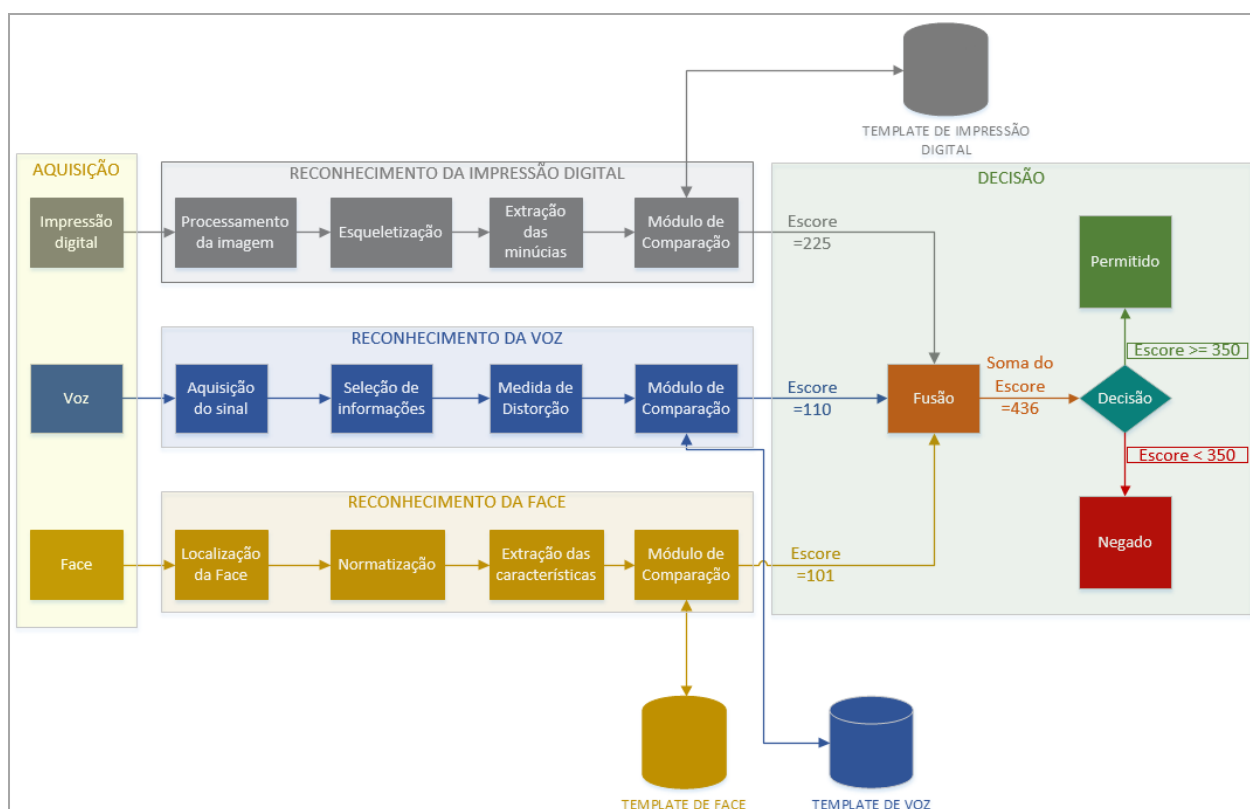 TEMPLATE DE IMPRESSÃO
DIGITAL
AQUISIÇÃO
Impressão
digital
Voz
Face
RECONHECIMENTO DA IMPRESSÃO DIGITAL
Processamento
da imagem
Esqueletização
Extração
das
minúcias
Módulo de
Comparação
RECONHECIMENTO DA VOZ
Aquisição
do sinal
Seleção de
informações
Medida de
Distorção
Módulo de
Comparação
RECONHECIMENTO DA FACE
Localização
da Face
Normatização
Extração das
características
Módulo de
Comparação
DECISÃO
Escore
=225
Escore
=110
Escore
=101
Fusão
Soma do
Escore
=436
Decisão
Permitido
Escore >= 350
Escore < 350
Negado
TEMPLATE DE FACE
TEMPLATE DE VOZ